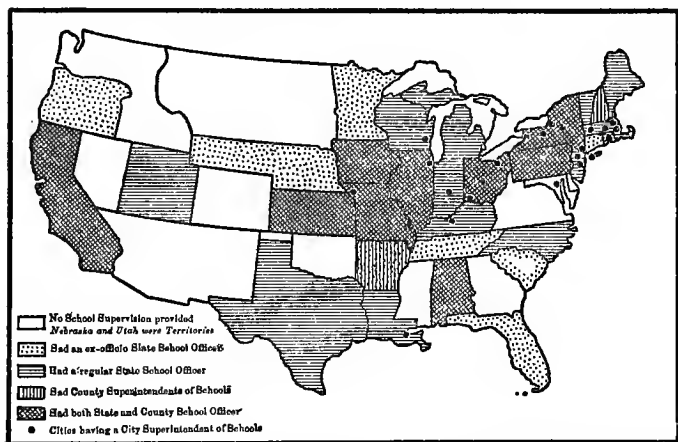 No School Supervision provided
Nebraska and Utah were Territories
Had an ex-officio State School Officer
Had a regular State School Officer
Had County Superintendents of Schools
Had both State and County School Officer
Cities having a City Superintendent of Schools